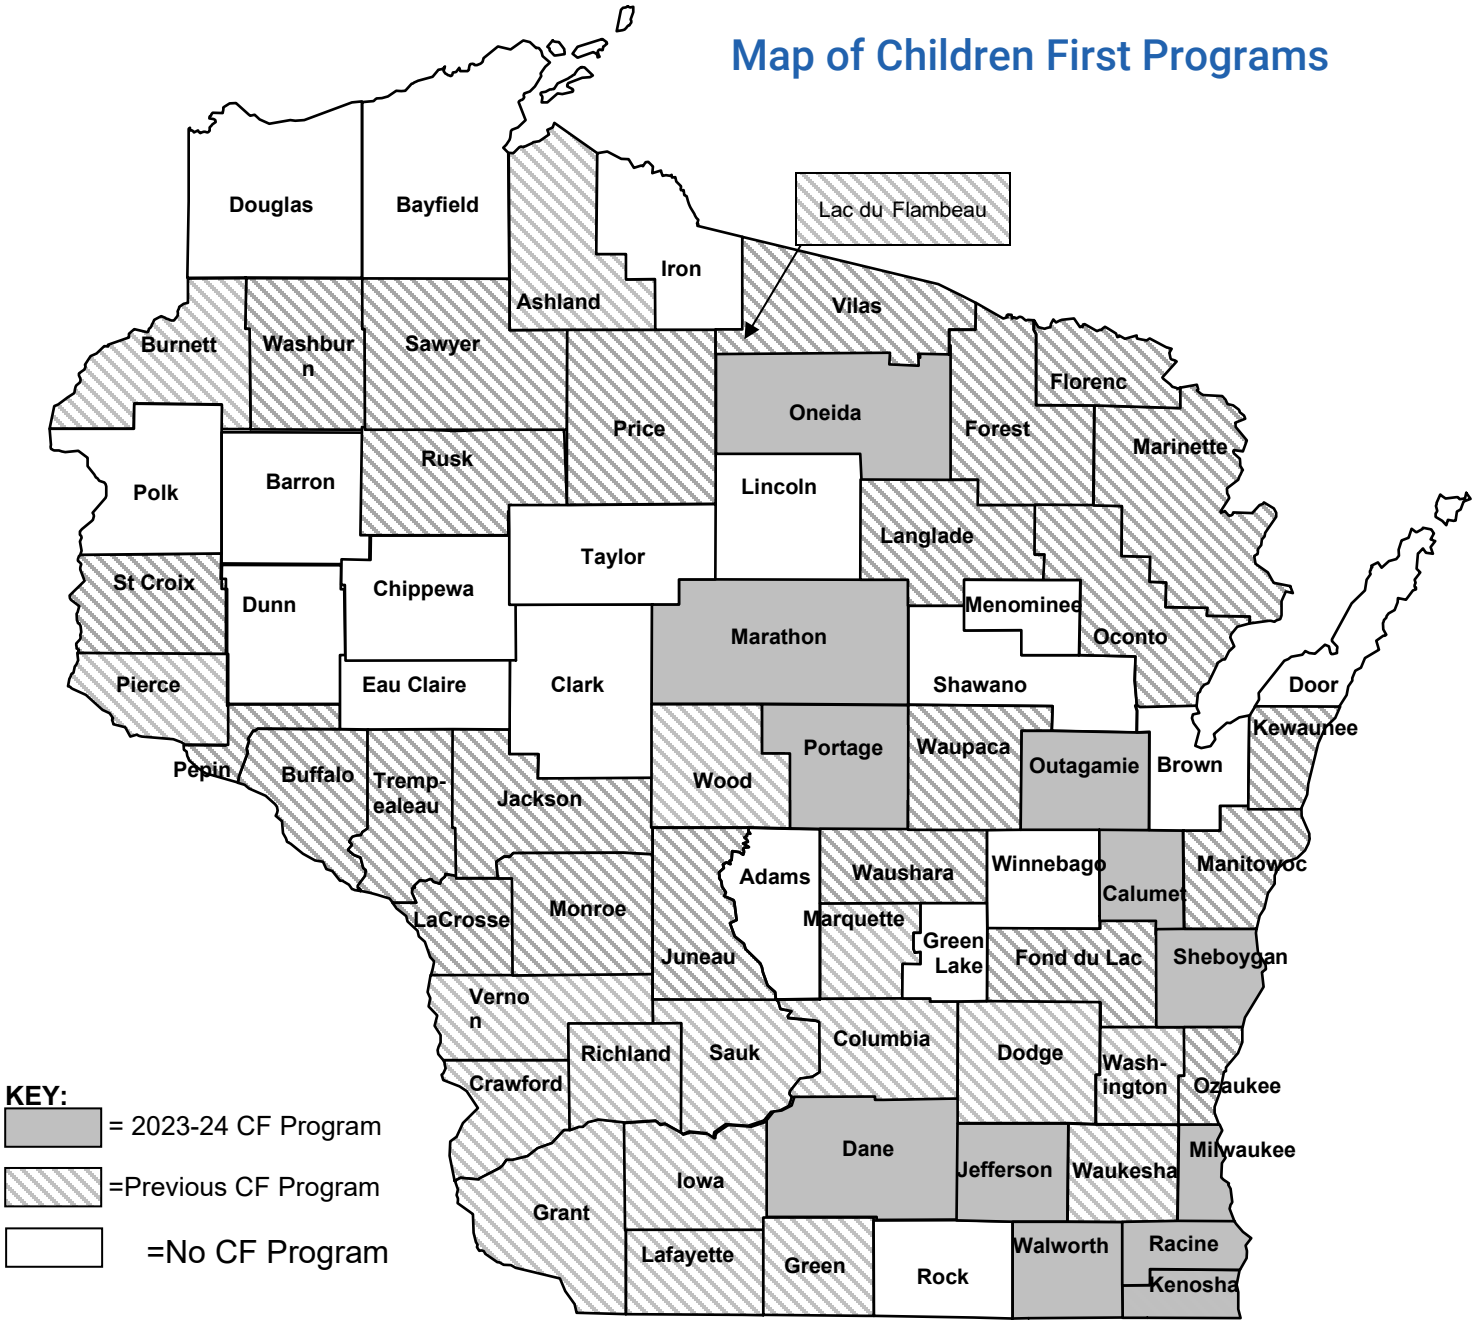 Map of Children First Programs
Douglas
Bayfield
Lac du Flambeau
Iron
Ashland
Vilas
Burnett
Washbur
n
Sawyer
Florenc
Oneida
Price
Forest
Marinette
Rusk
Barron
Lincoln
Polk
Langlade
Taylor
St Croix
Chippewa
Dunn
Menominee
Marathon
Oconto
Pierce
Eau Claire
Clark
Shawano
Door
Kewaunee
Portage
Waupaca
Pepin
Buffalo
Outagamie
Brown
Tremp-
ealeau
Wood
Jackson
Winnebago
Manitowoc
Adams
Waushara
Calumet
Monroe
LaCrosse
Marquette
Green
Lake
Juneau
Fond du Lac
Sheboygan
Verno
n
Columbia
Richland
Sauk
Dodge
Wash-
ington
Crawford
Ozaukee
KEY:
= 2023-24 CF Program
Dane
Milwaukee
Jefferson
Waukesha
Iowa
=Previous CF Program
Grant
Walworth
Racine
=No CF Program
Lafayette
Green
Rock
Kenosha